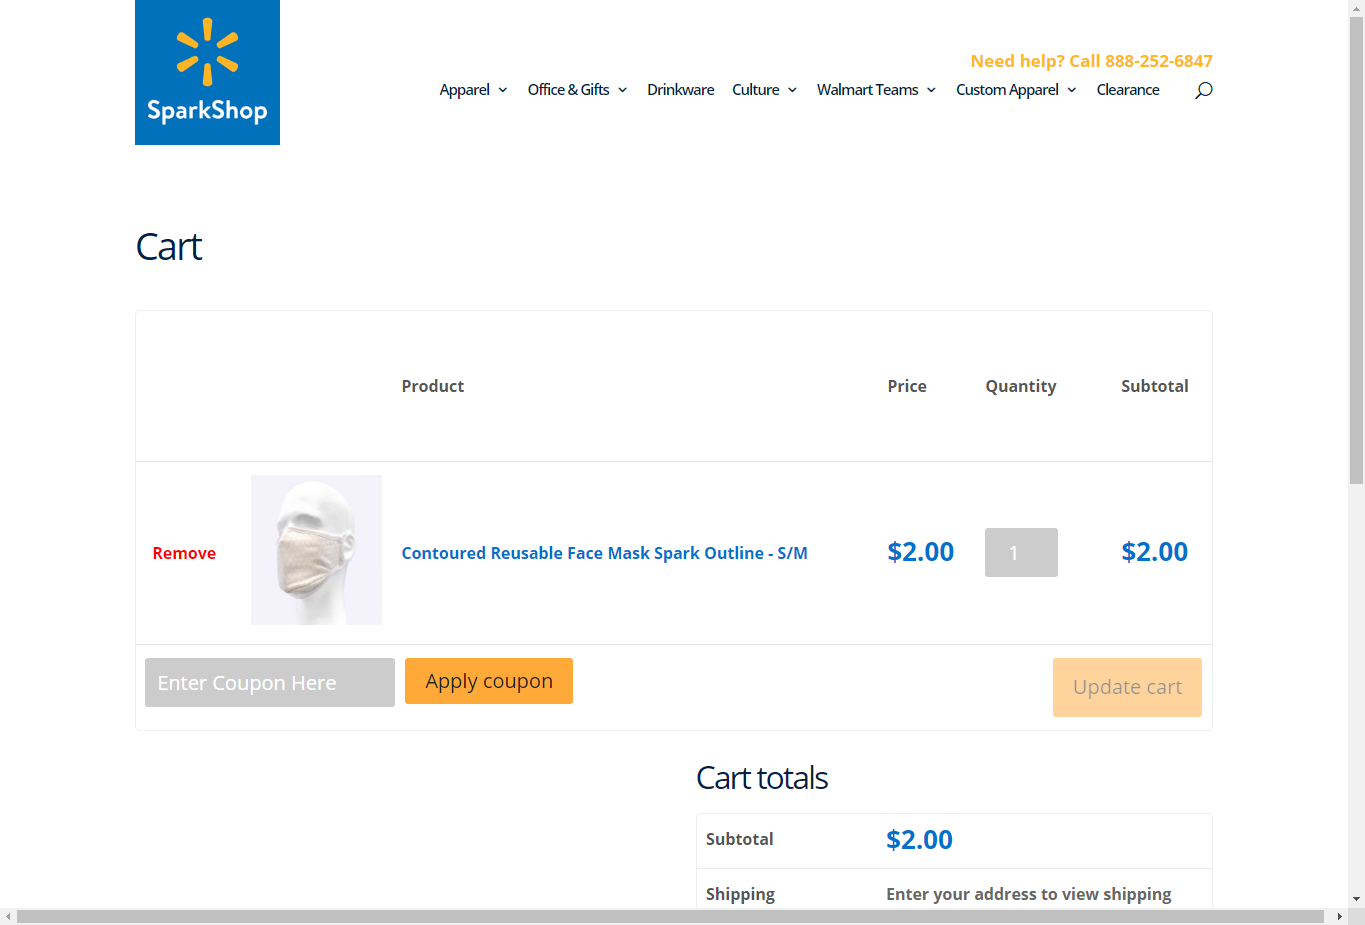 SparkShop
Need help? Call 888-252-6847
Apparel Office & Gifts Drinkware Culture Walmart Teams Custom Apparel Clearance
Cart
Product Price Quantity Subtotal
Remove Contoured Reusable Face Mask Spark Outline - S/M $2.00 1 $2.00
Enter Coupon Here Apply coupon Update cart
Cart totals
Subtotal $2.00
Shipping Enter your address to view shipping